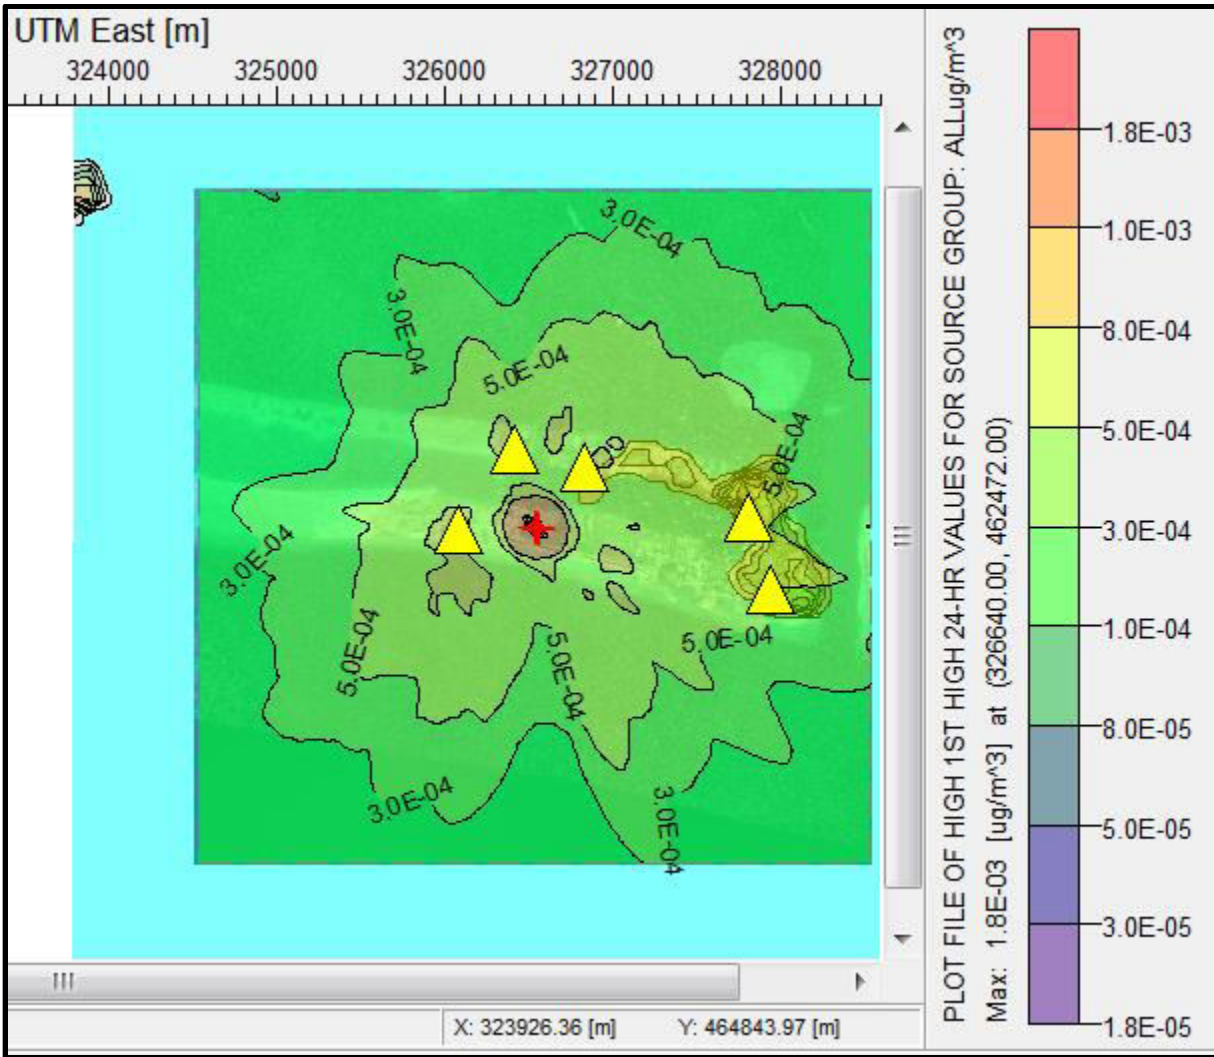 UTM East [m]
324000 325000 326000 327000 328000
3.0E-04
3.0E-04
5.0E-04
5.0E-04
3.0E-04
5.0E-04
5.0E-04
5.0E-04
3.0E-04
3.0E-04
X: 323926.36 [m] Y: 464843.97 [m]
PLOT FILE OF HIGH 1ST HIGH 24-HR VALUES FOR SOURCE GROUP: ALLug/m^3
Max: 1.8E-03 [ug/m^3] at (326640.00, 462472.00)
1.8E-03
1.0E-03
8.0E-04
5.0E-04
3.0E-04
1.0E-04
8.0E-05
5.0E-05
3.0E-05
1.8E-05